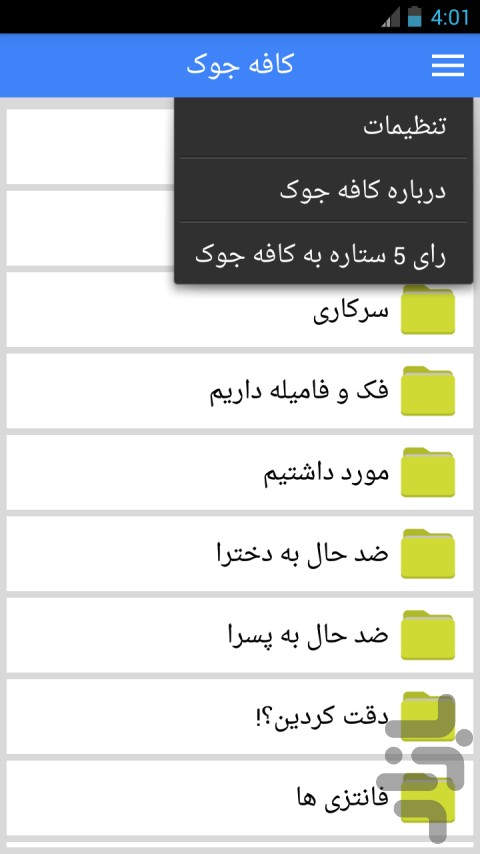 4:01
کافه جوک
تنظیمات
درباره کافه جوک
رای 5 ستاره به کافه جوک
سرکاری
فک و فامیله داریم
مورد داشتیم
ضد حال به دخترا
ضد حال به پسرا
دقت کردین؟!
فانتزی ها
بازار